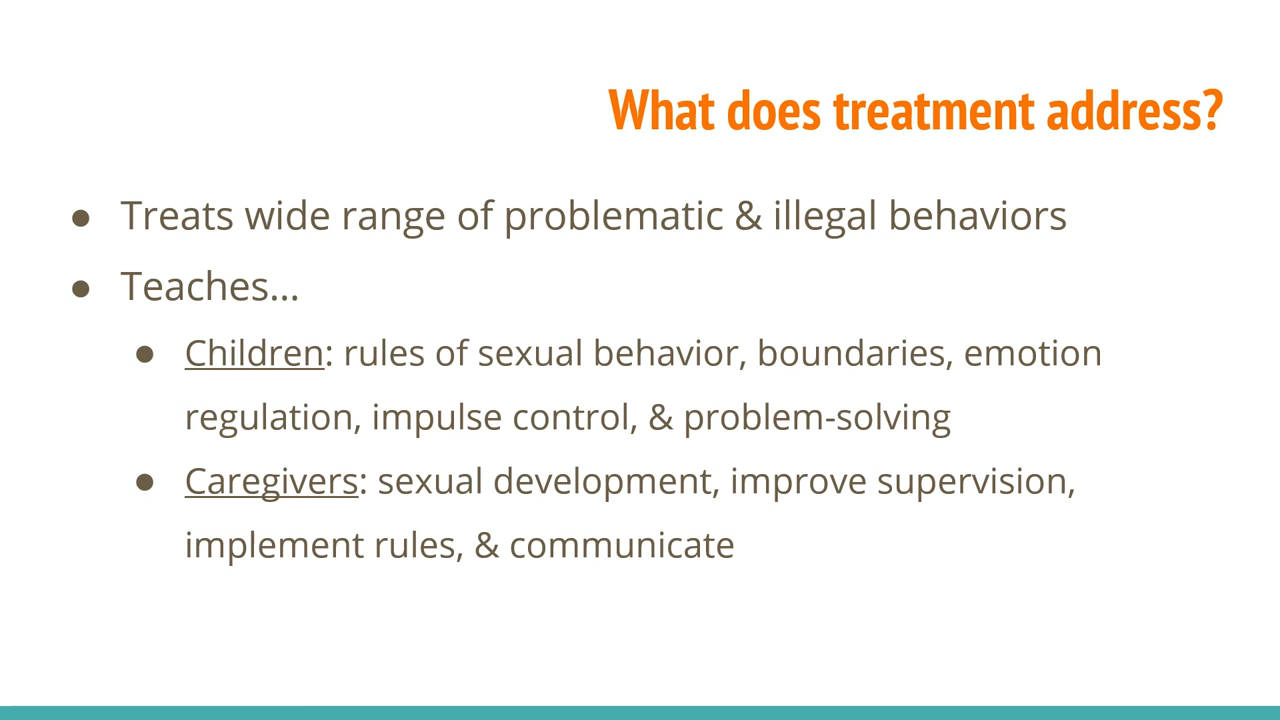 What does treatment address?
● Treats wide range of problematic & illegal behaviors
● Teaches...
● Children: rules of sexual behavior, boundaries, emotion
regulation, impulse control, & problem-solving
● Caregivers: sexual development, improve supervision,
implement rules, & communicate